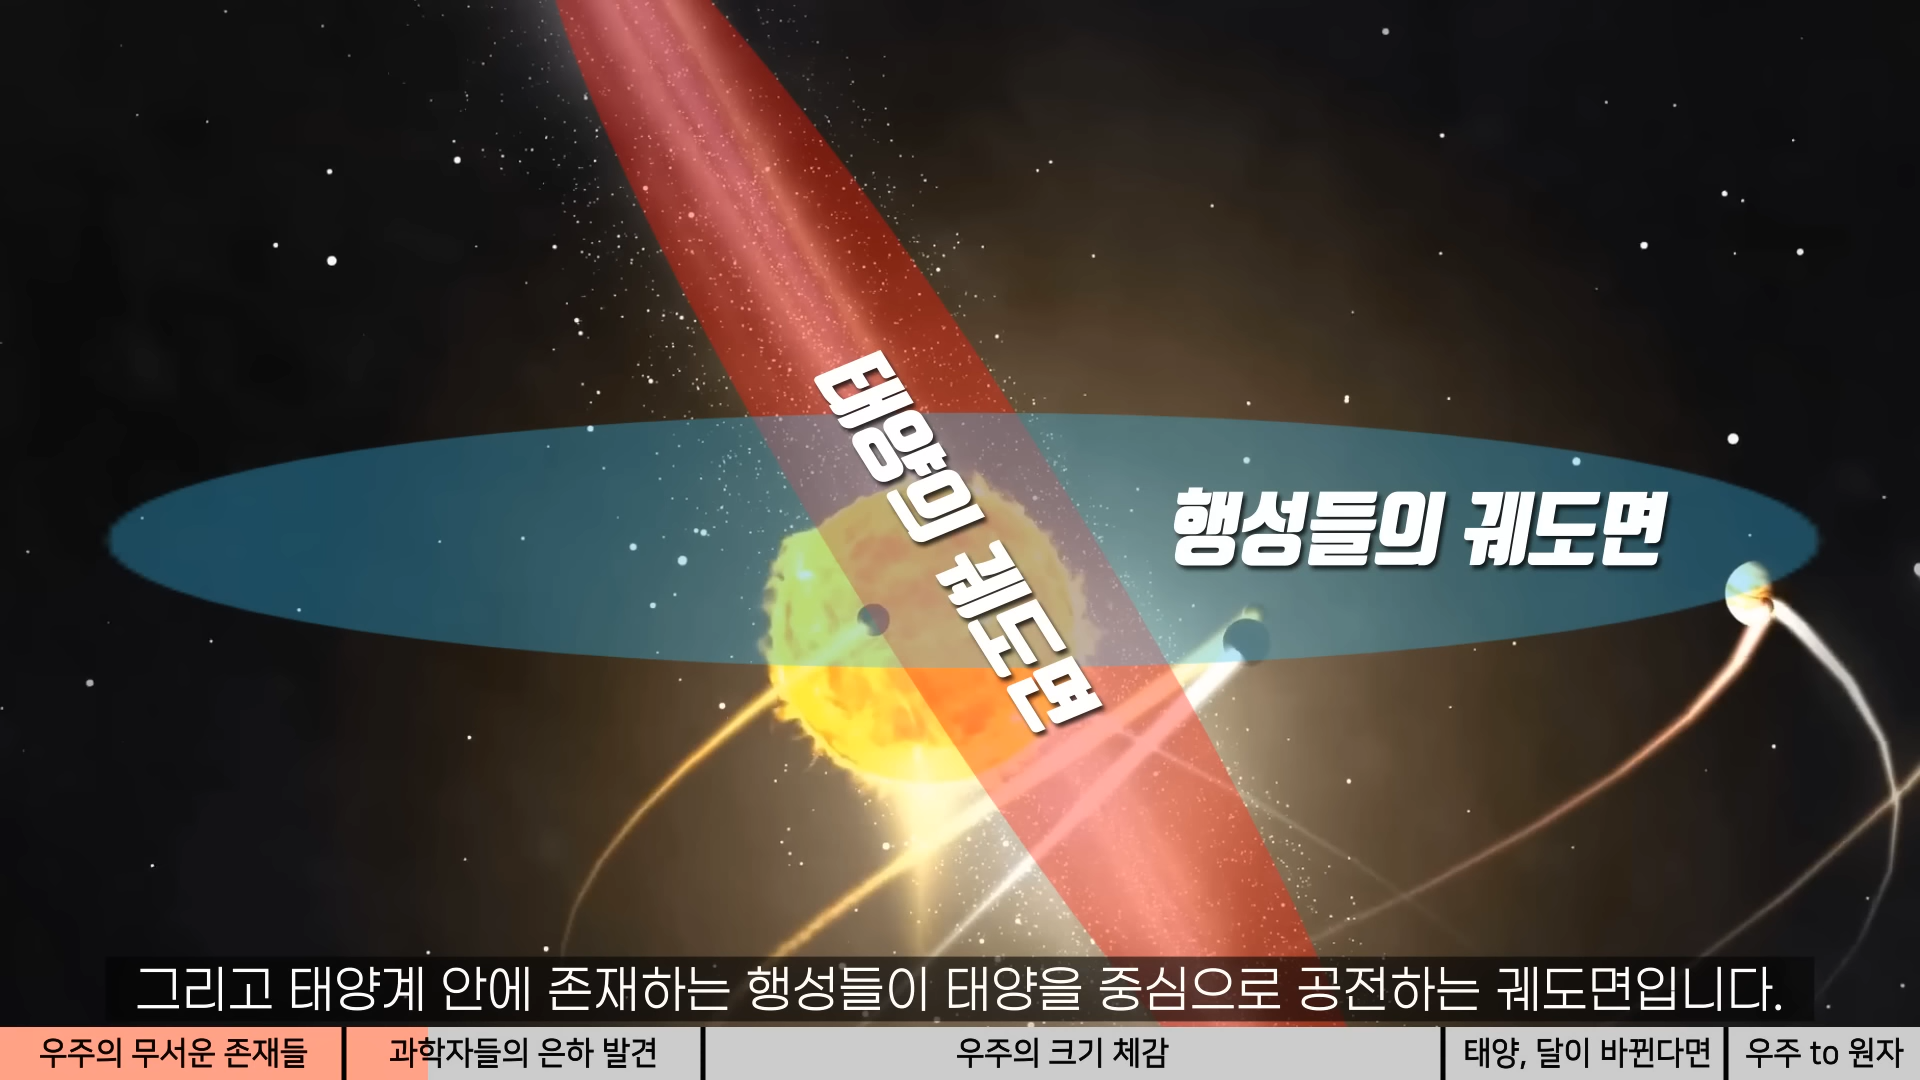 태양의 궤도면
행성들의 궤도면
그리고 태양계 안에 존재하는 행성들이 태양을 중심으로 공전하는 궤도면입니다.
우주의 무서운 존재들
과학자들의 은하 발견
우주의 크기 체감
태양, 달이 바뀐다면
우주 to 원자